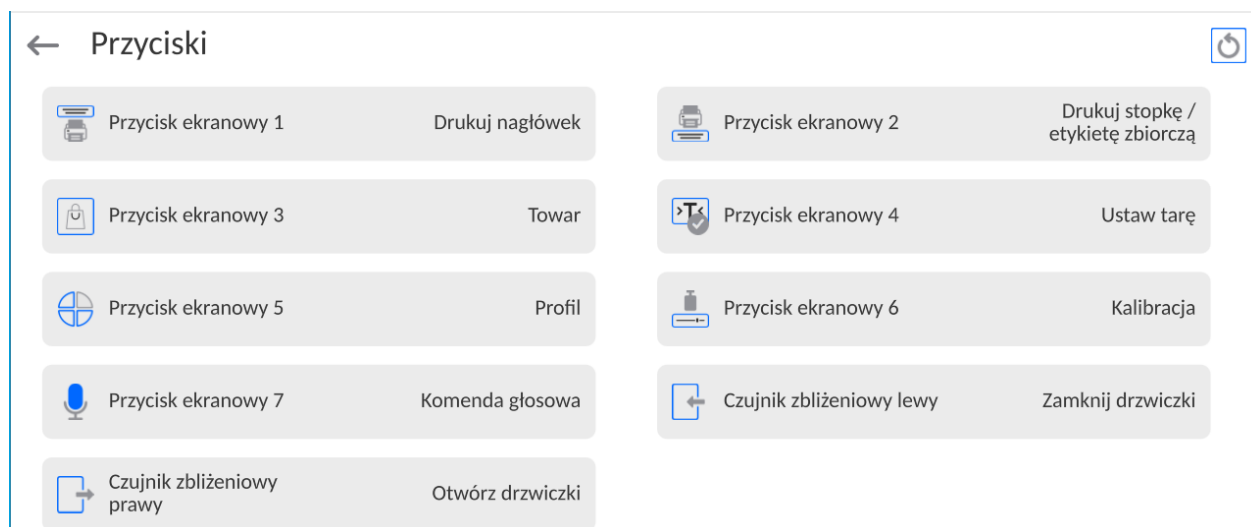 Przyciski
Przycisk ekranowy 1 Drukuj nagłówek
Przycisk ekranowy 2 Drukuj stopkę /
etykietę zbiorczą
Przycisk ekranowy 3 Towar
Przycisk ekranowy 4 Ustaw tarę
Przycisk ekranowy 5 Profil
Przycisk ekranowy 6 Kalibracja
Przycisk ekranowy 7 Komenda głosowa
Czujnik zbliżeniowy lewy Zamknij drzwiczki
Czujnik zbliżeniowy
prawy Otwórz drzwiczki